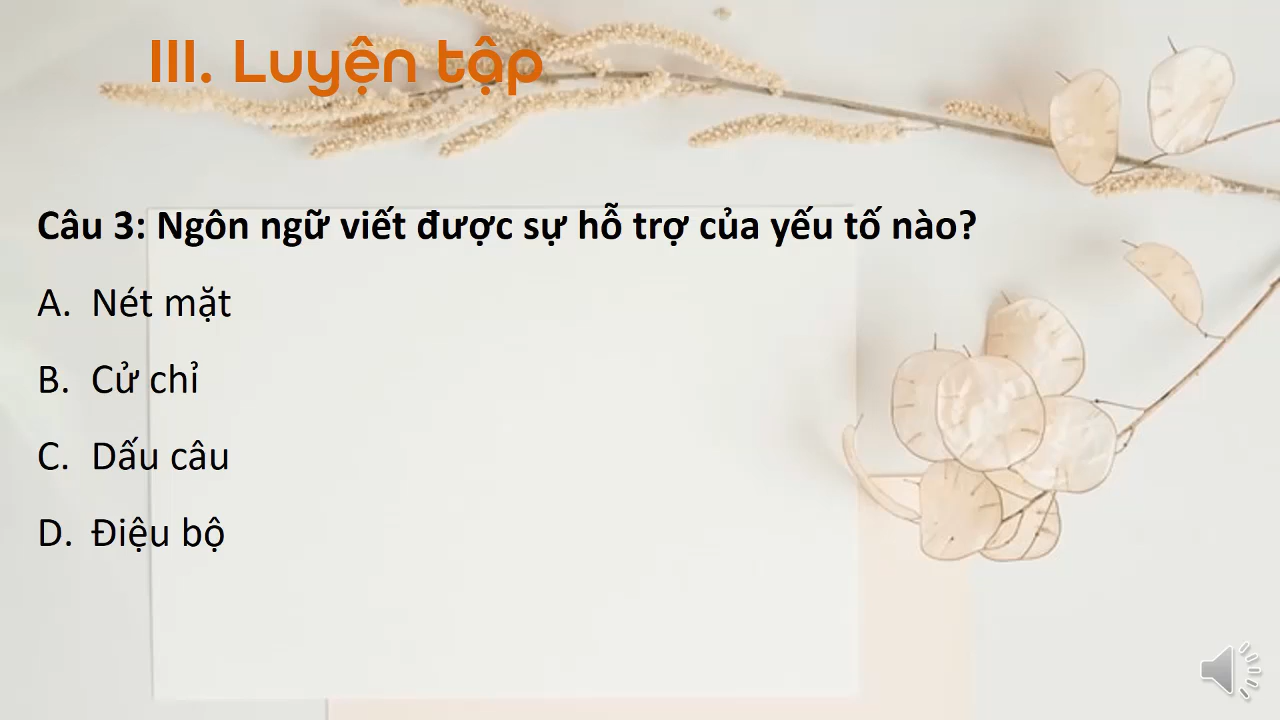 III. Luyện tập
Câu 3: Ngôn ngữ viết được sự hỗ trợ của yếu tố nào?
A. Nét mặt
B. Cử chỉ
C. Dấu câu
D. Điệu bộ